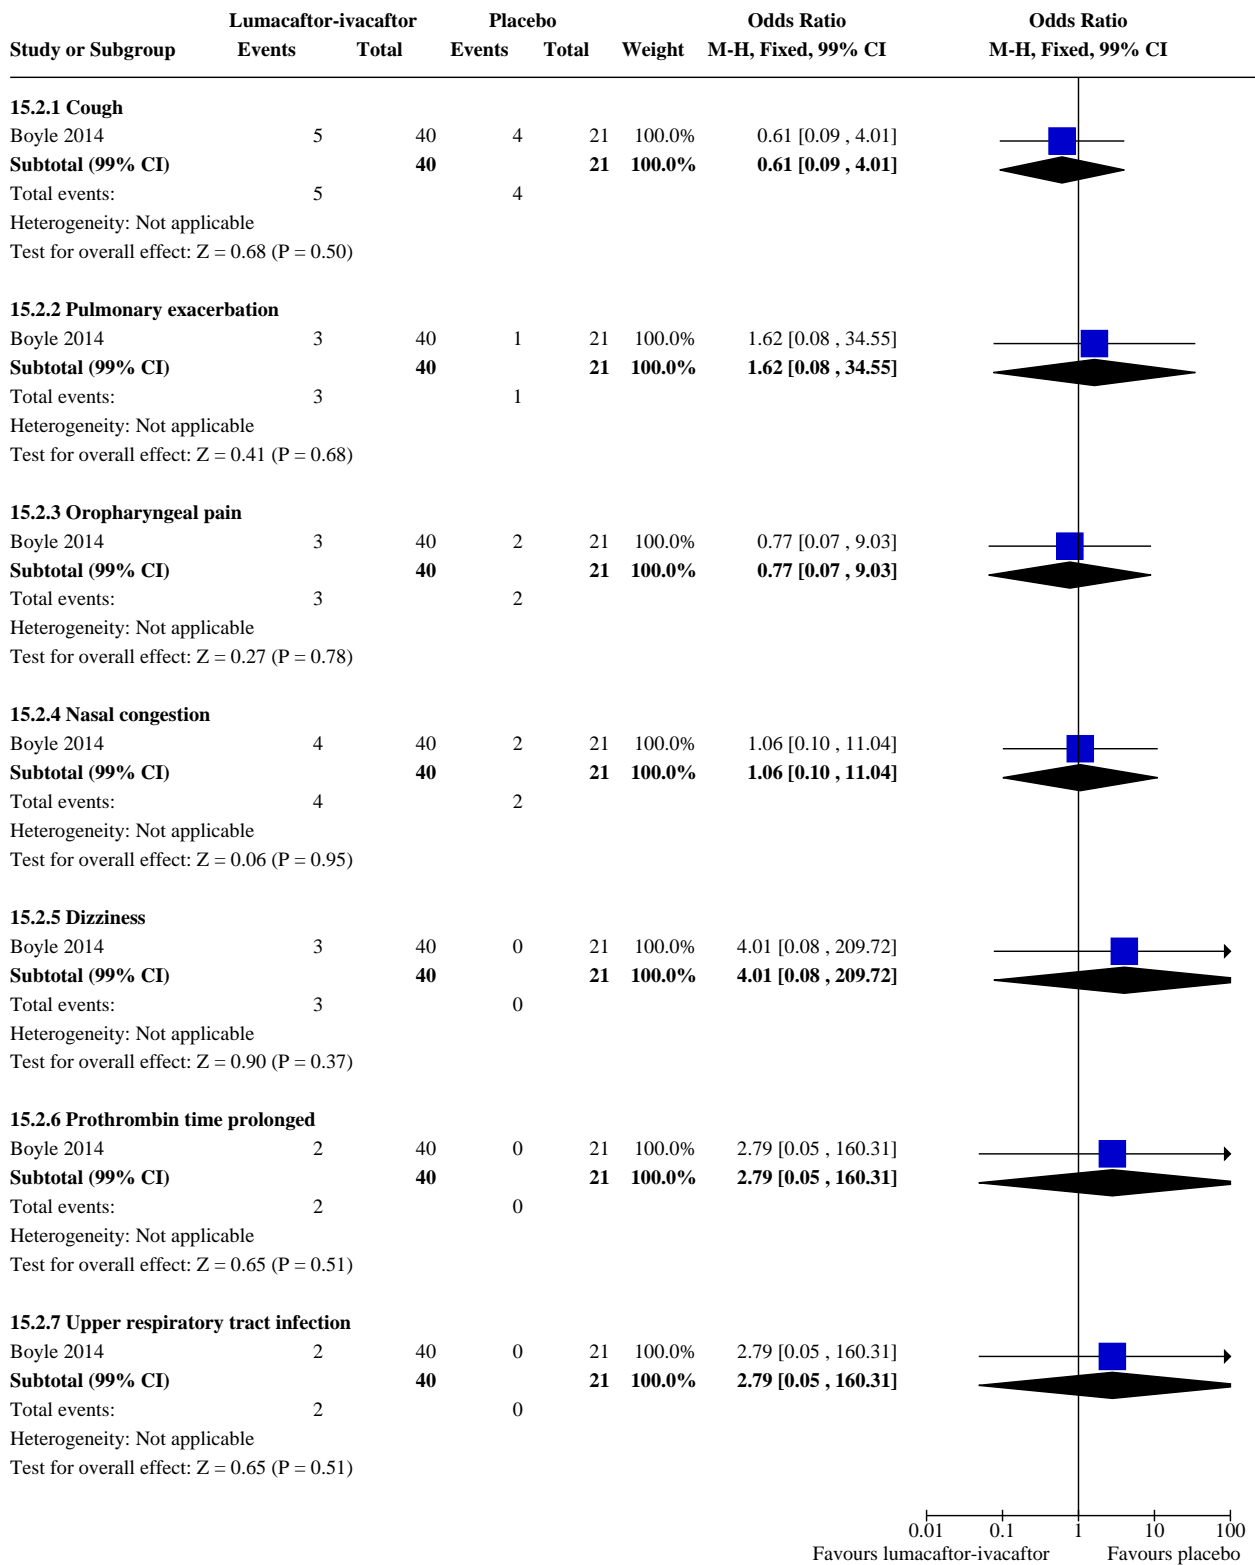 Lumacaftor-ivacaftor Placebo Odds Ratio Odds Ratio
Study or Subgroup Events Total Events Total Weight M-H, Fixed, 99% CI M-H, Fixed, 99% CI
15.2.1 Cough
Boyle 2014 5 40 4 21 100.0% 0.61 [0.09 , 4.01]
Subtotal (99% CI) 40 21 100.0% 0.61 [0.09 , 4.01]
Total events: 5 4
Heterogeneity: Not applicable
Test for overall effect: Z = 0.68 (P = 0.50)
15.2.2 Pulmonary exacerbation
Boyle 2014 3 40 1 21 100.0% 1.62 [0.08 , 34.55]
Subtotal (99% CI) 40 21 100.0% 1.62 [0.08 , 34.55]
Total events: 3 1
Heterogeneity: Not applicable
Test for overall effect: Z = 0.41 (P = 0.68)
15.2.3 Oropharyngeal pain
Boyle 2014 3 40 2 21 100.0% 0.77 [0.07 , 9.03]
Subtotal (99% CI) 40 21 100.0% 0.77 [0.07 , 9.03]
Total events: 3 2
Heterogeneity: Not applicable
Test for overall effect: Z = 0.27 (P = 0.78)
15.2.4 Nasal congestion
Boyle 2014 4 40 2 21 100.0% 1.06 [0.10 , 11.04]
Subtotal (99% CI) 40 21 100.0% 1.06 [0.10 , 11.04]
Total events: 4 2
Heterogeneity: Not applicable
Test for overall effect: Z = 0.06 (P = 0.95)
15.2.5 Dizziness
Boyle 2014 3 40 0 21 100.0% 4.01 [0.08 , 209.72]
Subtotal (99% CI) 40 21 100.0% 4.01 [0.08 , 209.72]
Total events: 3 0
Heterogeneity: Not applicable
Test for overall effect: Z = 0.90 (P = 0.37)
15.2.6 Prothrombin time prolonged
Boyle 2014 2 40 0 21 100.0% 2.79 [0.05 , 160.31]
Subtotal (99% CI) 40 21 100.0% 2.79 [0.05 , 160.31]
Total events: 2 0
Heterogeneity: Not applicable
Test for overall effect: Z = 0.65 (P = 0.51)
15.2.7 Upper respiratory tract infection
Boyle 2014 2 40 0 21 100.0% 2.79 [0.05 , 160.31]
Subtotal (99% CI) 40 21 100.0% 2.79 [0.05 , 160.31]
Total events: 2 0
Heterogeneity: Not applicable
Test for overall effect: Z = 0.65 (P = 0.51)
0.01 0.1 1 10 100
Favours lumacaftor-ivacaftor Favours placebo